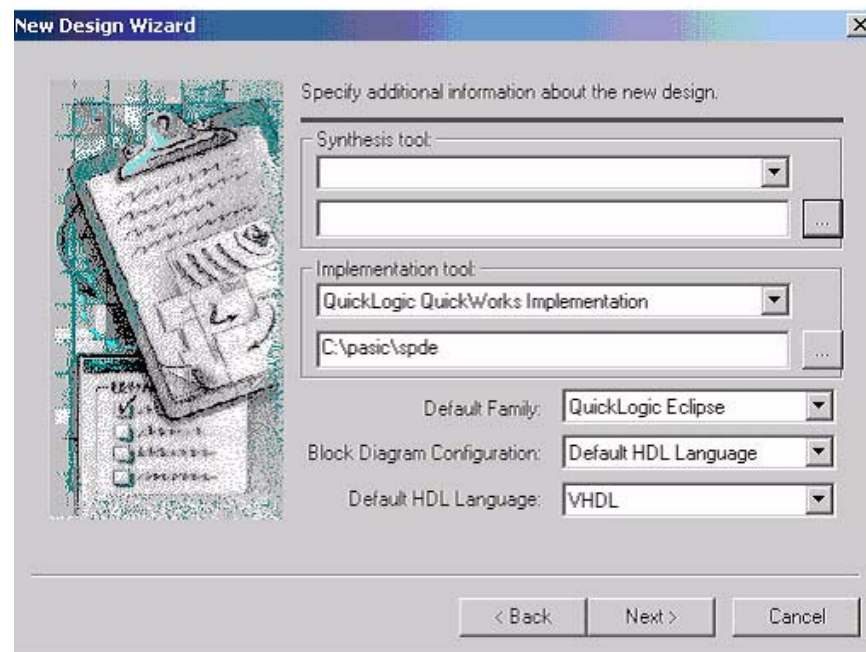 New Design Wizard
Specify additional information about the new design.
Synthesis tool:
...
Implementation tool:
QuickLogic QuickWorks Implementation
C:\pasic\spde
...
Default Family: QuickLogic Eclipse
Block Diagram Configuration: Default HDL Language
Default HDL Language: VHDL
< Back Next > Cancel